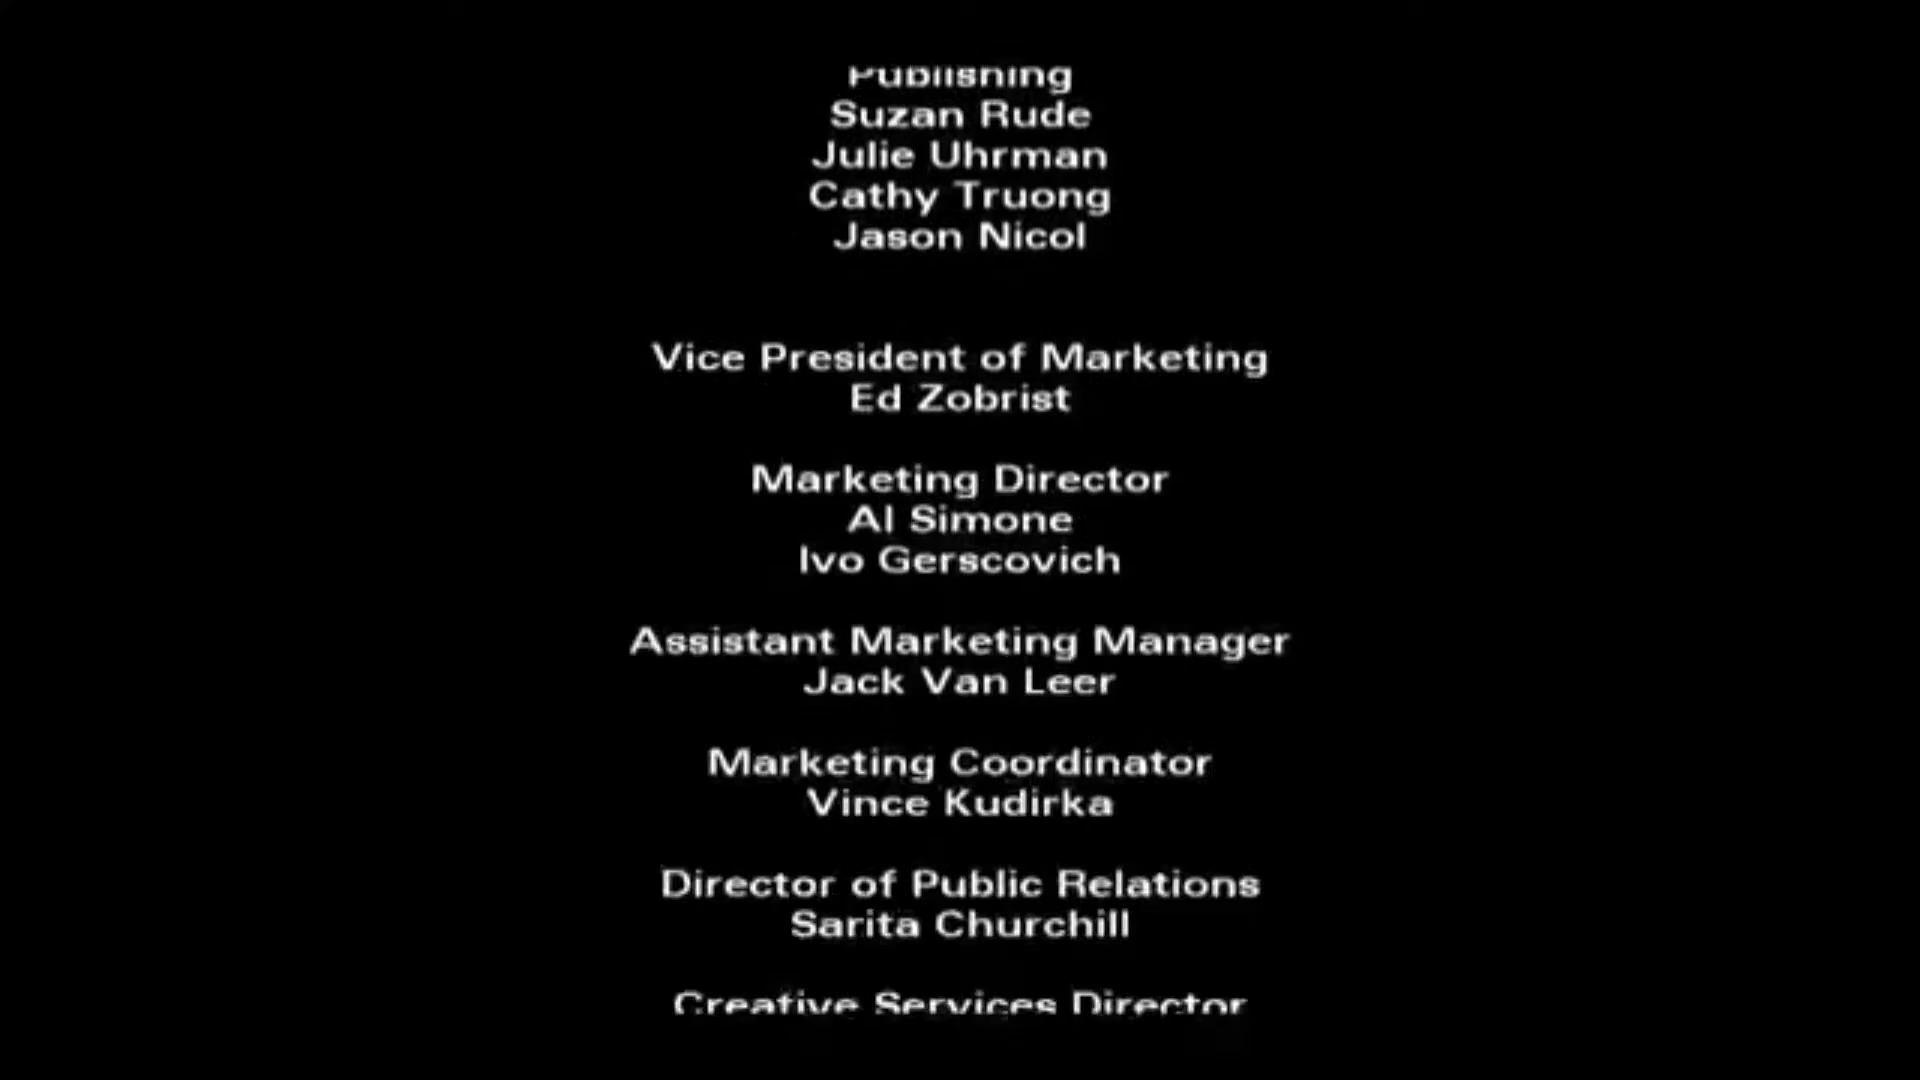 Publishing
Suzan Rude
Julie Uhrman
Cathy Truong
Jason Nicol
Vice President of Marketing
Ed Zobrist
Marketing Director
Al Simone
Ivo Gerscovich
Assistant Marketing Manager
Jack Van Leer
Marketing Coordinator
Vince Kudirka
Director of Public Relations
Sarita Churchill
Creative Services Director